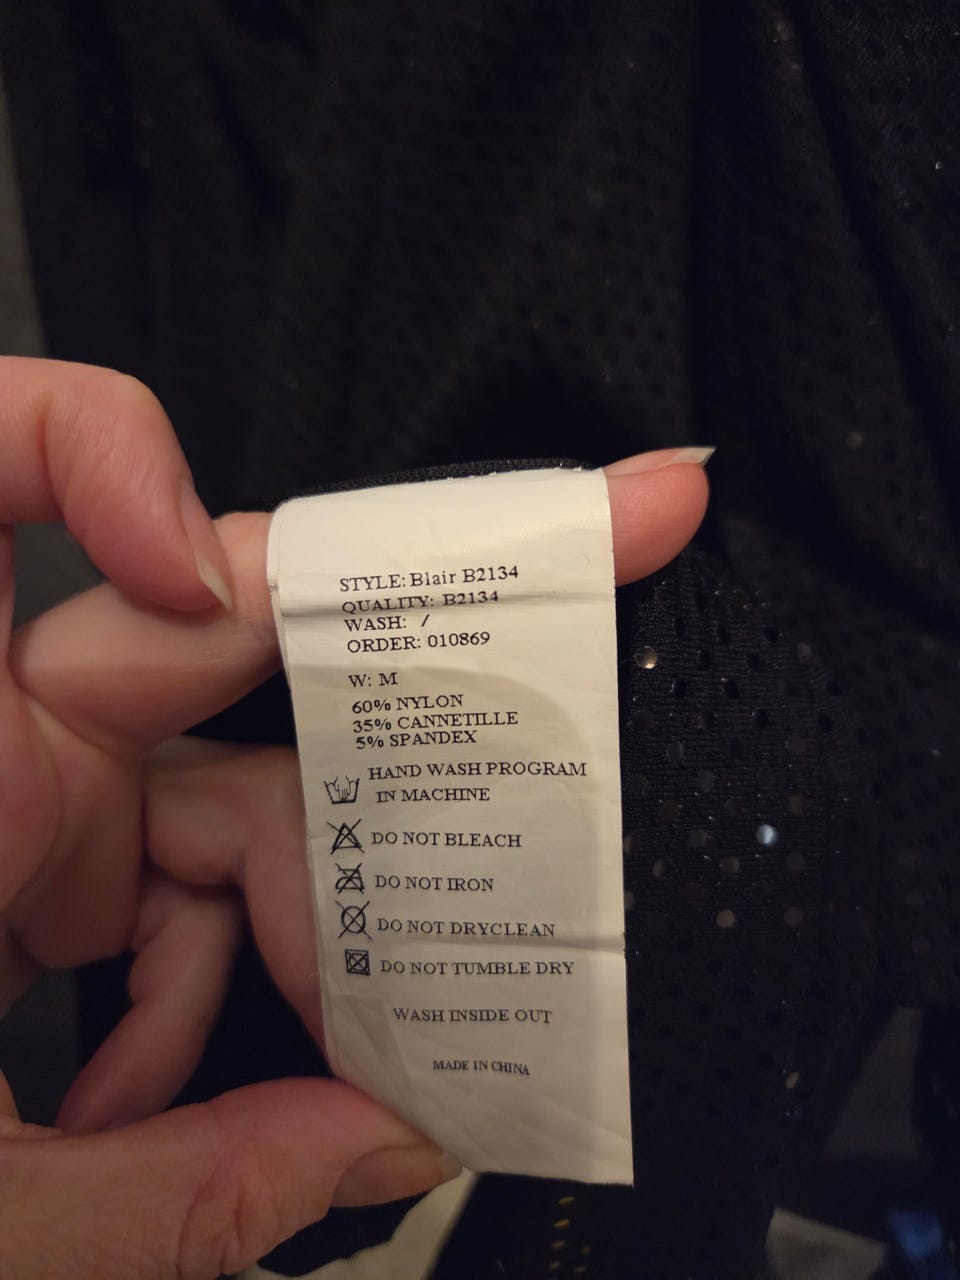 STYLE: Blair B2134
QUALITY: B2134
WASH: /
ORDER: 010869
W: M
60% NYLON
35% CANNETILLE
5% SPANDEX
HAND WASH PROGRAM
IN MACHINE
DO NOT BLEACH
DO NOT IRON
DO NOT DRYCLEAN
DO NOT TUMBLE DRY
WASH INSIDE OUT
MADE IN CHINA